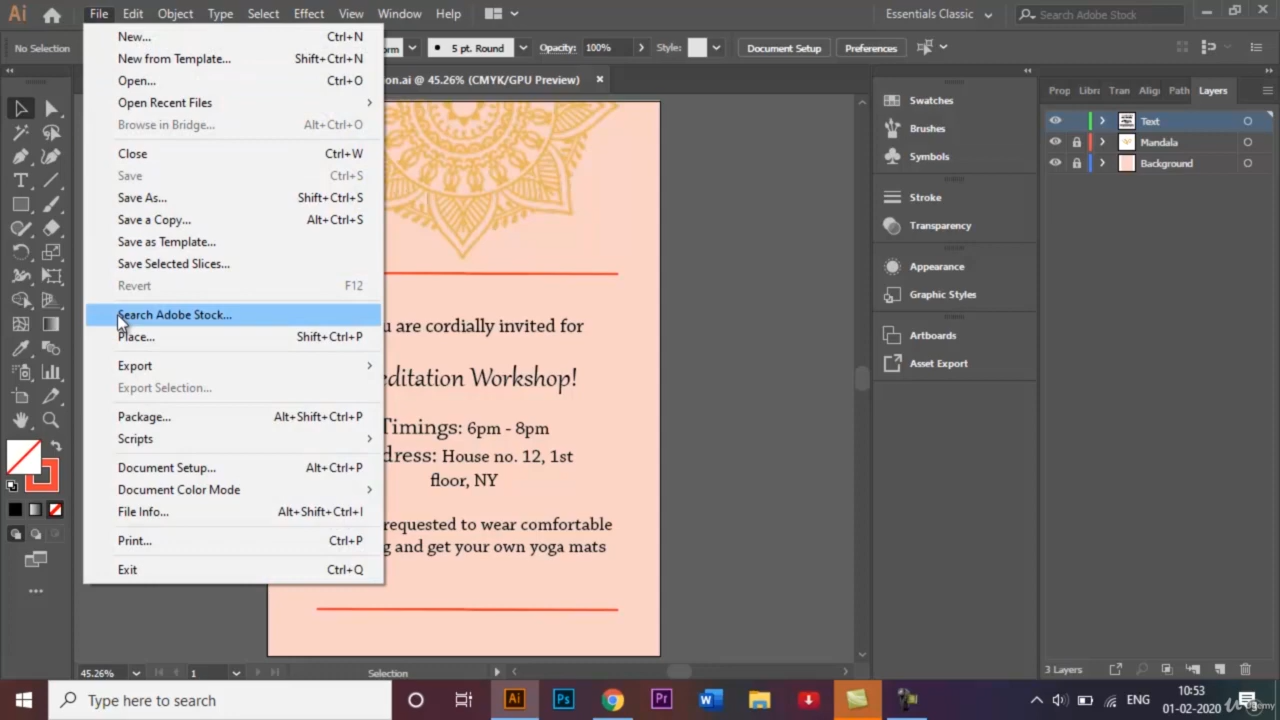 Ai File Edit Object Type Select Effect View Window Help Essentials Classic Search Adobe Stock
No Selection 5 pt. Round Opacity: 100% Style: Document Setup Preferences
on.ai @ 45.26% (CMYK/GPU Preview) ×
New... Ctrl+N
New from Template... Shift+Ctrl+N
Open... Ctrl+O
Open Recent Files
Browse in Bridge... Alt+Ctrl+O
Close Ctrl+W
Save Ctrl+S
Save As... Shift+Ctrl+S
Save a Copy... Alt+Ctrl+S
Save as Template...
Save Selected Slices...
Revert F12
Search Adobe Stock...
Place... Shift+Ctrl+P
Export
Export Selection...
Package... Alt+Shift+Ctrl+P
Scripts
Document Setup... Alt+Ctrl+P
Document Color Mode
File Info... Alt+Shift+Ctrl+I
Print... Ctrl+P
Exit Ctrl+Q
u are cordially invited for
editation Workshop!
Timings: 6pm - 8pm
dress: House no. 12, 1st
floor, NY
requested to wear comfortable
g and get your own yoga mats
Swatches
Brushes
Symbols
Stroke
Transparency
Appearance
Graphic Styles
Artboards
Asset Export
Prop Libr Tran Alig Path Layers
Text
Mandala
Background
3 Layers
45.26% 1 Selection
Type here to search
Ai Ps Pr W
ENG
10:53
01-02-2020